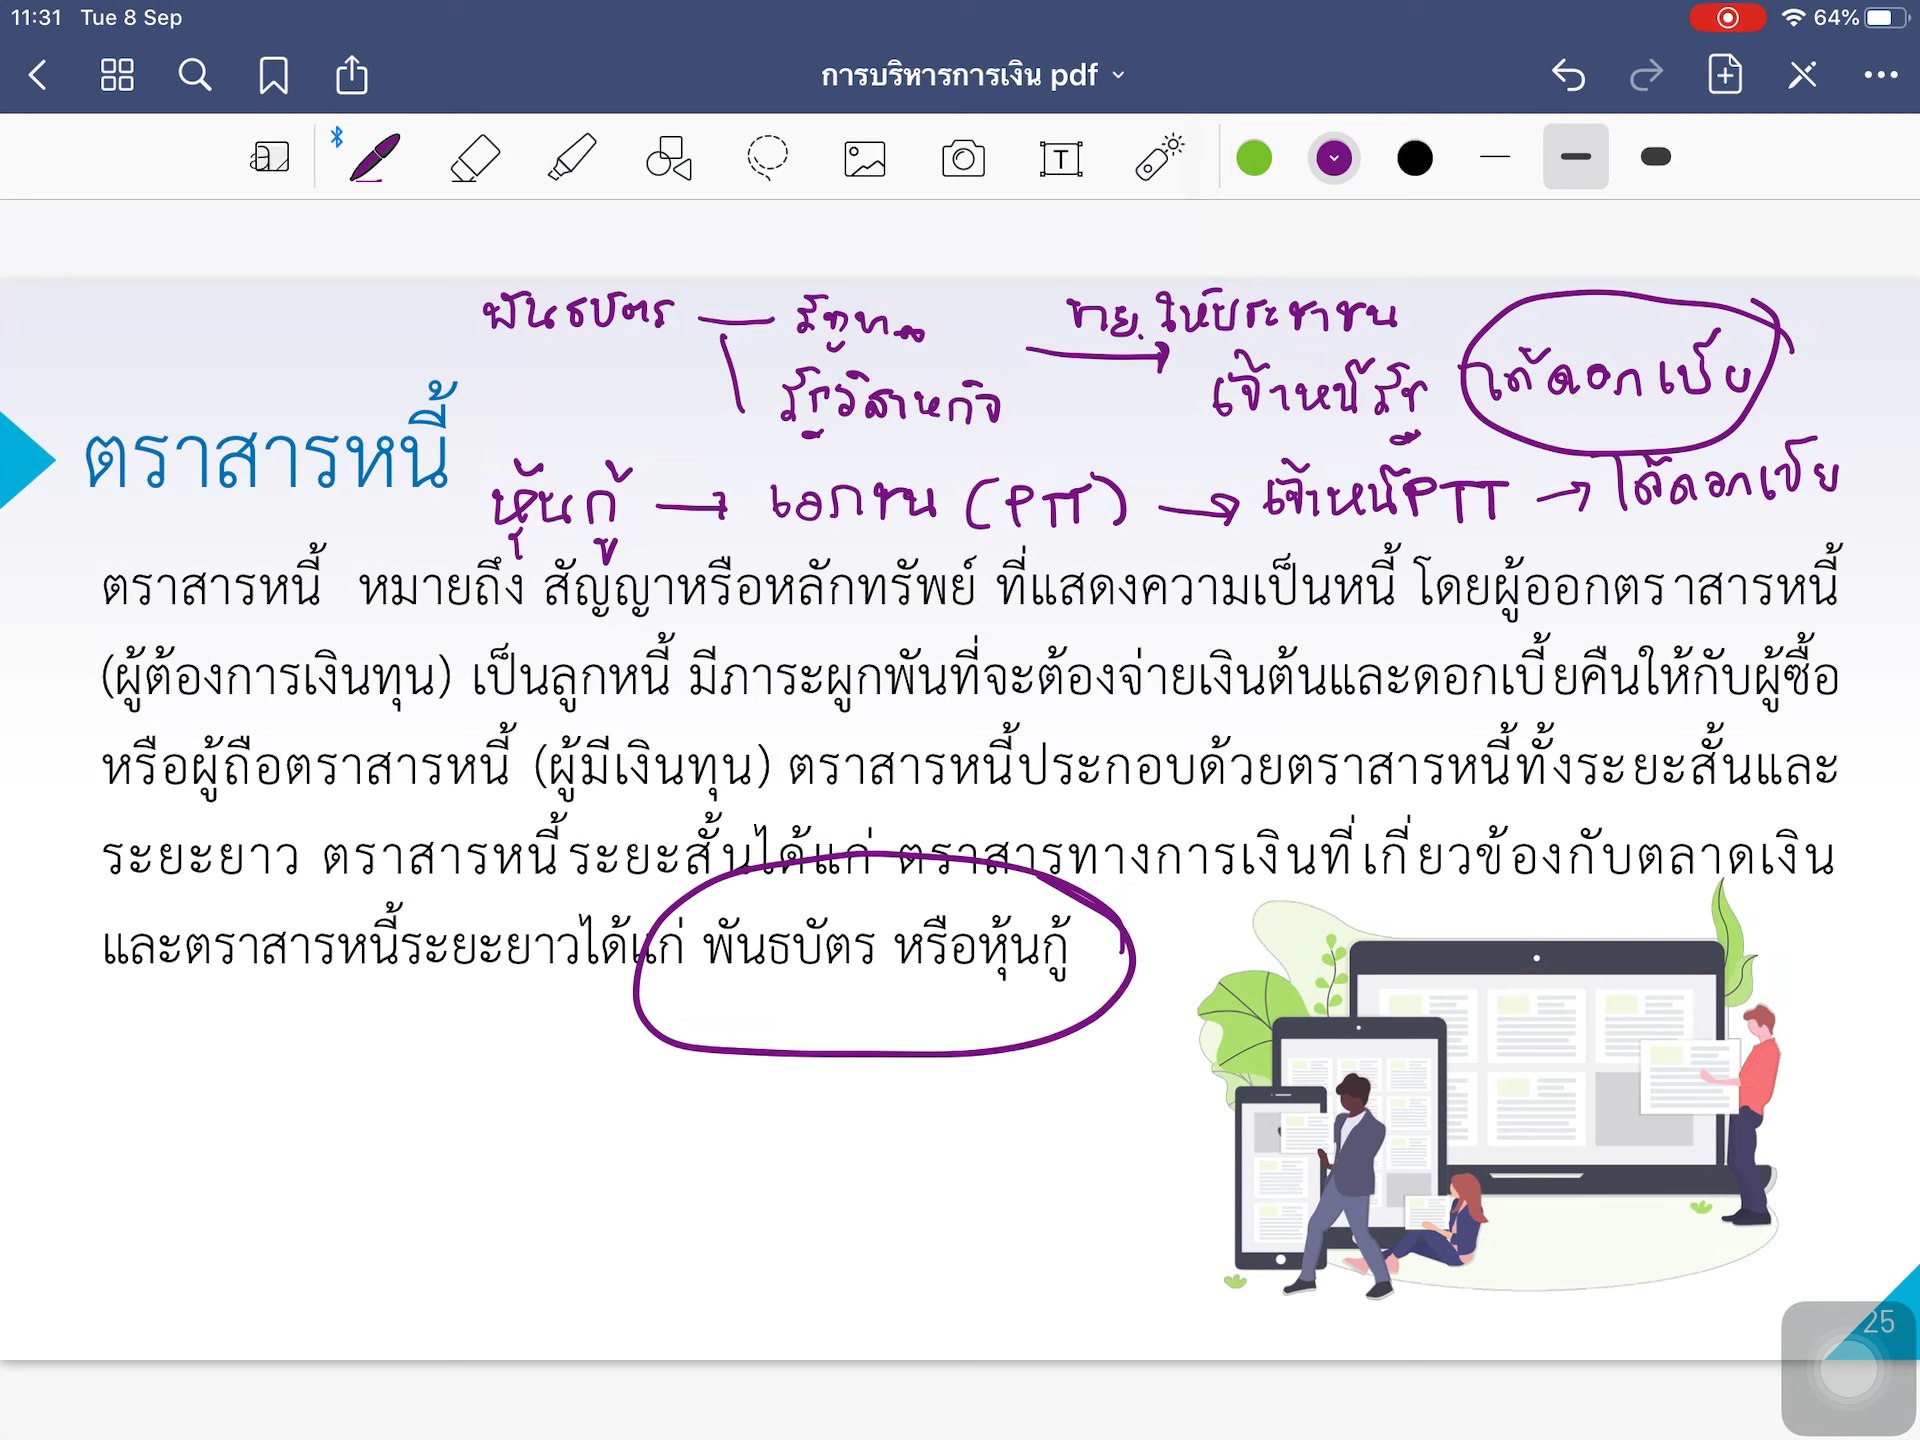 11:31 Tue 8 Sep
64%
การบริหารการเงิน pdf
พันธบัตร — รัฐบาล ขาย ให้ประชาชน
รัฐวิสาหกิจ เจ้าหนี้รัฐ ได้ดอกเบี้ย
ตราสารหนี้
หุ้นกู้ → เอกชน (PTT) → เจ้าหนี้ PTT → ได้ดอกเบี้ย
ตราสารหนี้ หมายถึง สัญญาหรือหลักทรัพย์ ที่แสดงความเป็นหนี้ โดยผู้ออกตราสารหนี้
(ผู้ต้องการเงินทุน) เป็นลูกหนี้ มีภาระผูกพันที่จะต้องจ่ายเงินต้นและดอกเบี้ยคืนให้กับผู้ซื้อ
หรือผู้ถือตราสารหนี้ (ผู้มีเงินทุน) ตราสารหนี้ประกอบด้วยตราสารหนี้ทั้งระยะสั้นและ
ระยะยาว ตราสารหนี้ระยะสั้นได้แก่ ตราสารทางการเงินที่เกี่ยวข้องกับตลาดเงิน
และตราสารหนี้ระยะยาวได้แก่ พันธบัตร หรือหุ้นกู้
25